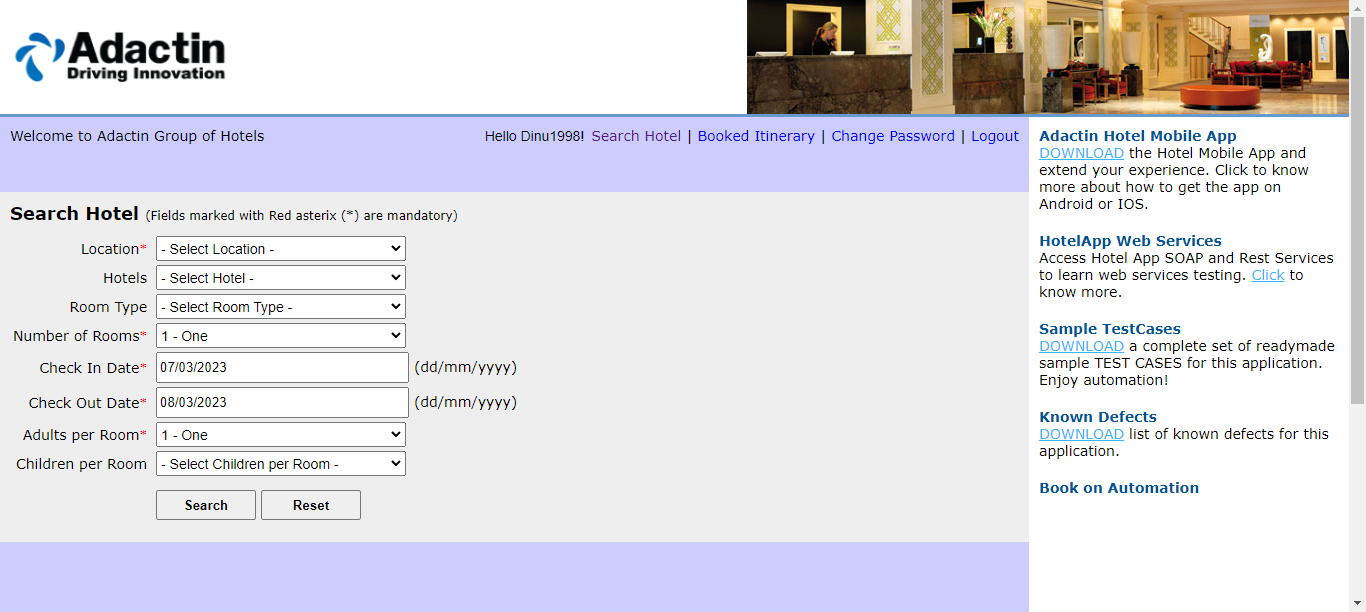 Adactin
Driving Innovation
Welcome to Adactin Group of Hotels
Hello Dinu1998! Search Hotel | Booked Itinerary | Change Password | Logout
Search Hotel (Fields marked with Red asterix (*) are mandatory)
Location* - Select Location -
Hotels - Select Hotel -
Room Type - Select Room Type -
Number of Rooms* 1 - One
Check In Date* 07/03/2023 (dd/mm/yyyy)
Check Out Date* 08/03/2023 (dd/mm/yyyy)
Adults per Room* 1 - One
Children per Room - Select Children per Room -
Search Reset
Adactin Hotel Mobile App
DOWNLOAD the Hotel Mobile App and
extend your experience. Click to know
more about how to get the app on
Android or IOS.
HotelApp Web Services
Access Hotel App SOAP and Rest Services
to learn web services testing. Click to
know more.
Sample TestCases
DOWNLOAD a complete set of readymade
sample TEST CASES for this application.
Enjoy automation!
Known Defects
DOWNLOAD list of known defects for this
application.
Book on Automation